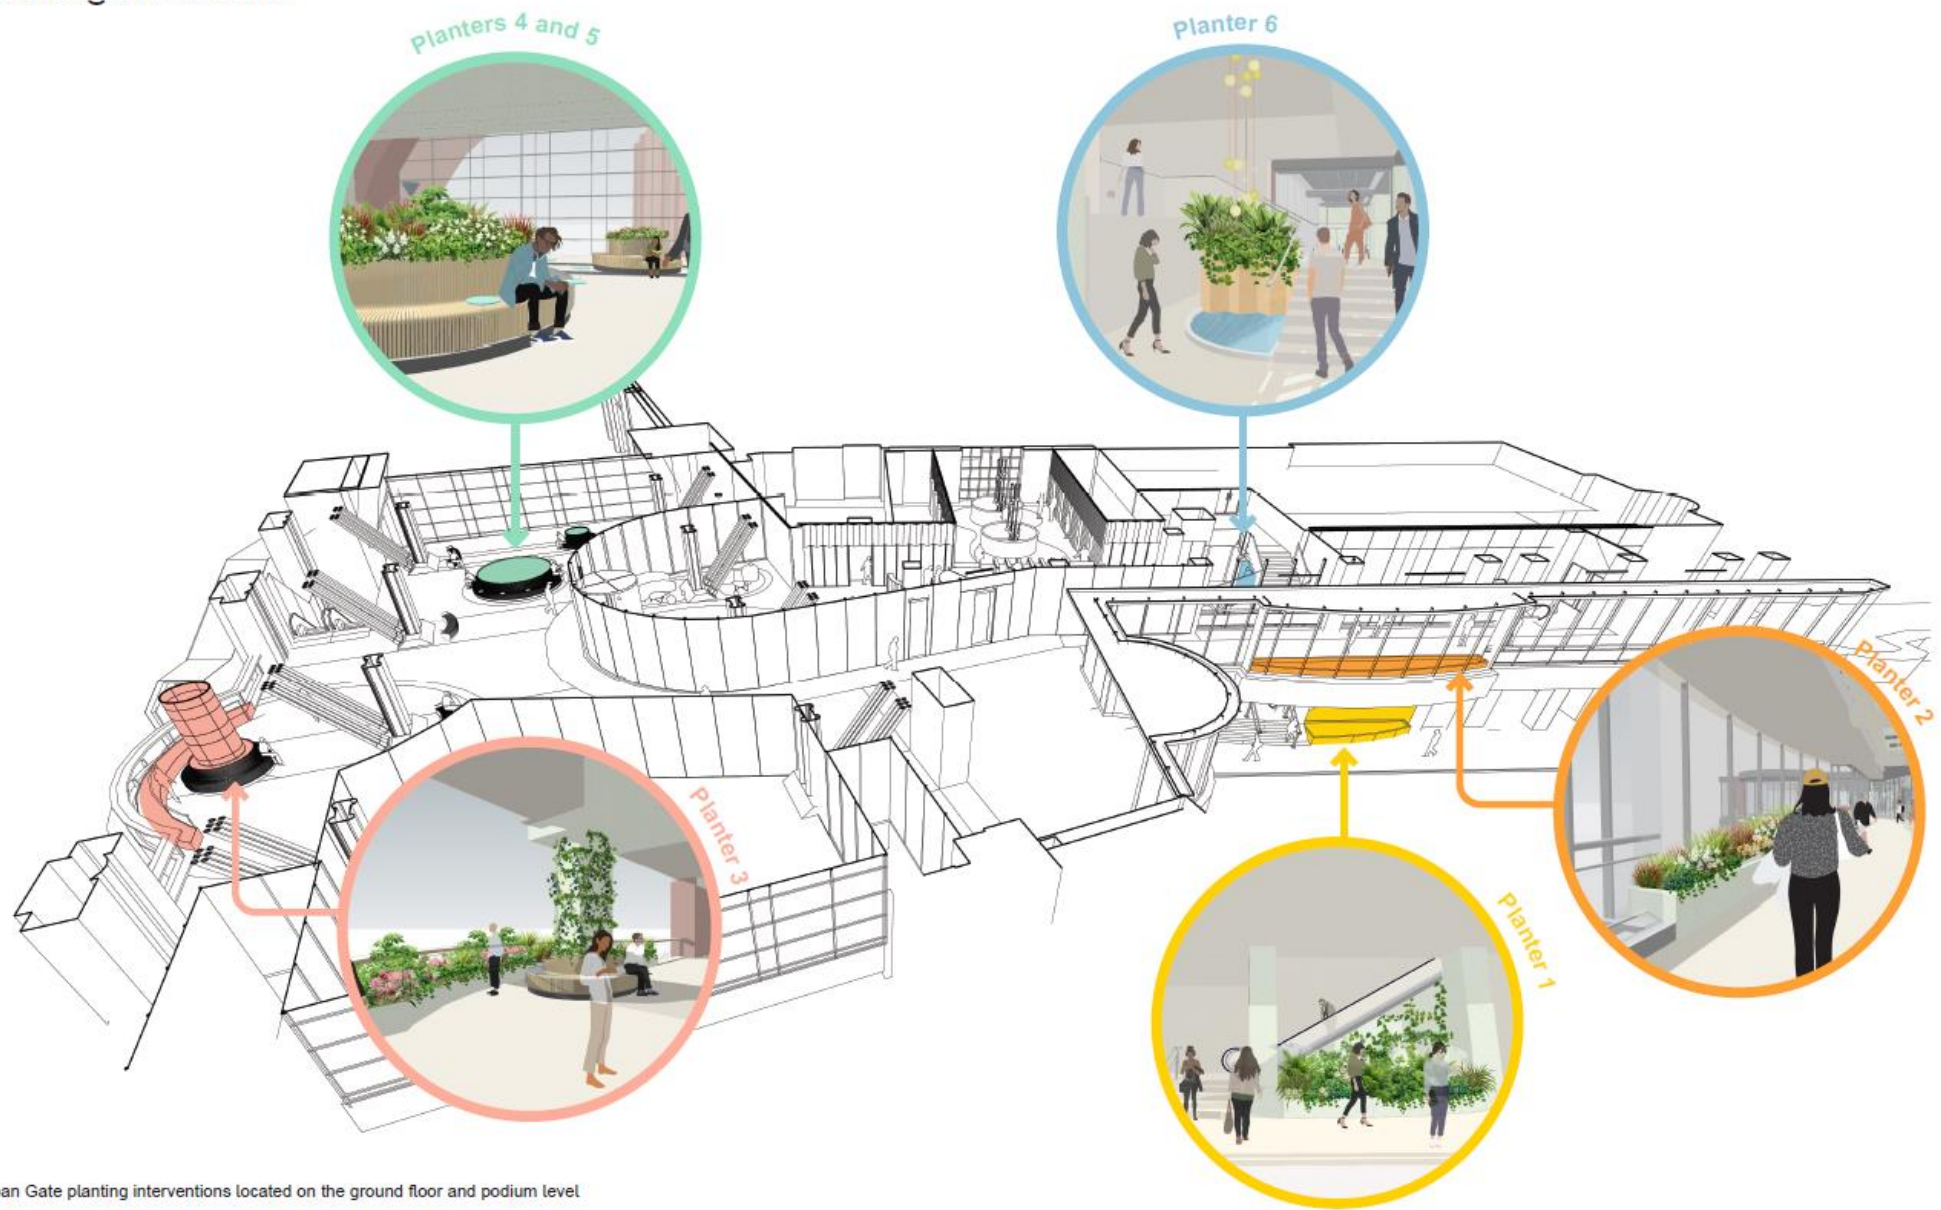 Planters 4 and 5
Planter 6
Planter 2
Planter 3
Planter 1
an Gate planting interventions located on the ground floor and podium level